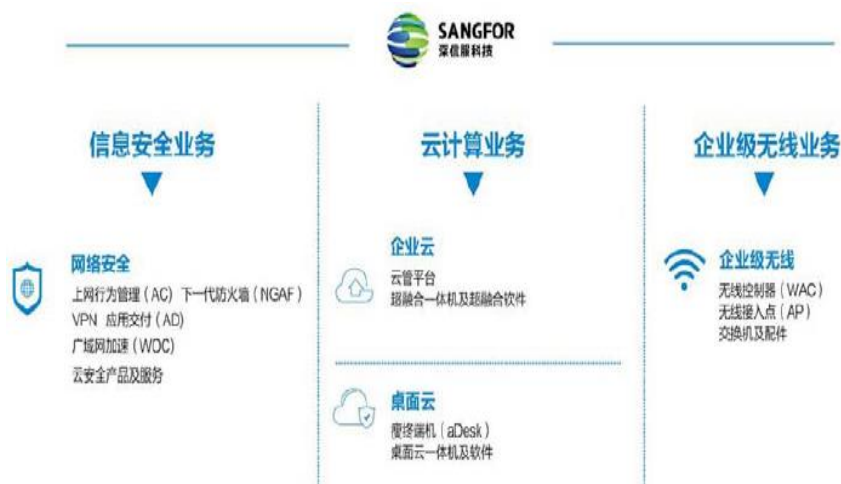 SANGFOR
深信服科技
信息安全业务
网络安全
上网行为管理（AC） 下一代防火墙（NGAF）
VPN 应用交付（AD）
广域网加速（WOC）
云安全产品及服务
云计算业务
企业云
云管平台
超融合一体机及超融合软件
桌面云
瘦终端机（aDesk）
桌面云一体机及软件
企业级无线业务
企业级无线
无线控制器（WAC）
无线接入点（AP）
交换机及配件